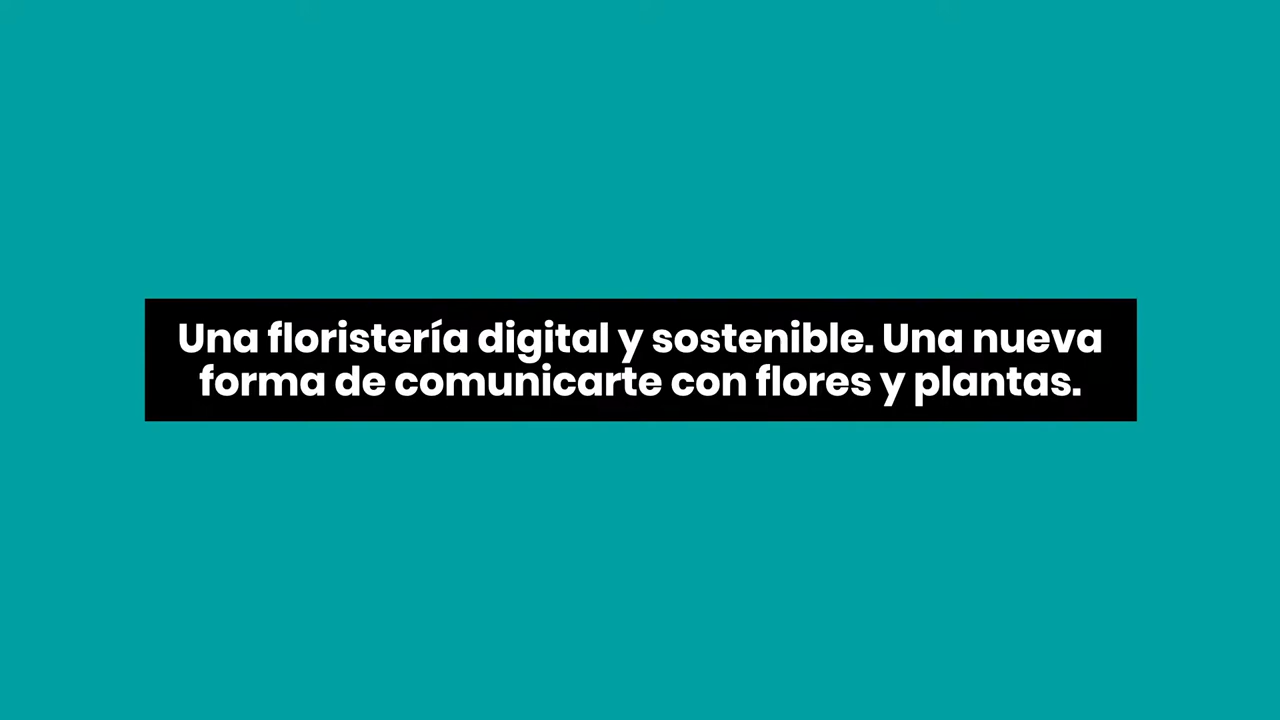 Una floristería digital y sostenible. Una nueva
forma de comunicarte con flores y plantas.